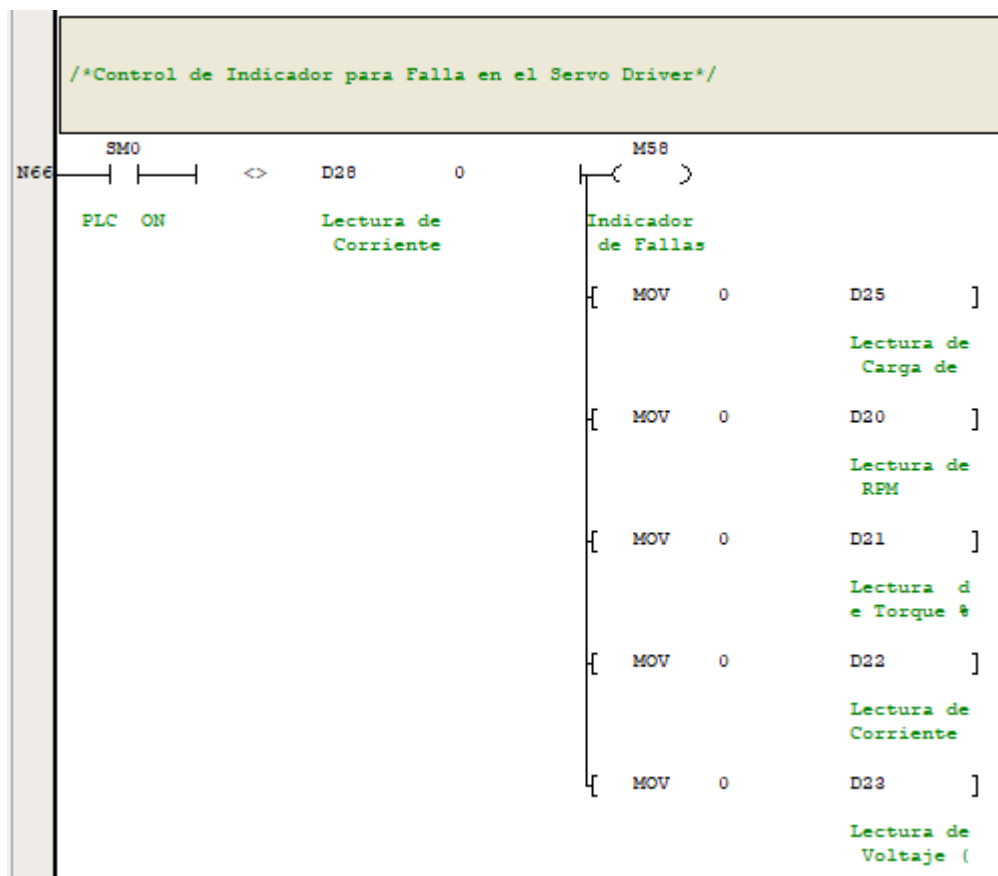 /*Control de Indicador para Falla en el Servo Driver*/
SM0 M58
N66 <> D28 0
PLC ON Lectura de Indicador
Corriente de Fallas
MOV 0 D25
Lectura de
Carga de
MOV 0 D20
Lectura de
RPM
MOV 0 D21
Lectura d
e Torque %
MOV 0 D22
Lectura de
Corriente
MOV 0 D23
Lectura de
Voltaje (